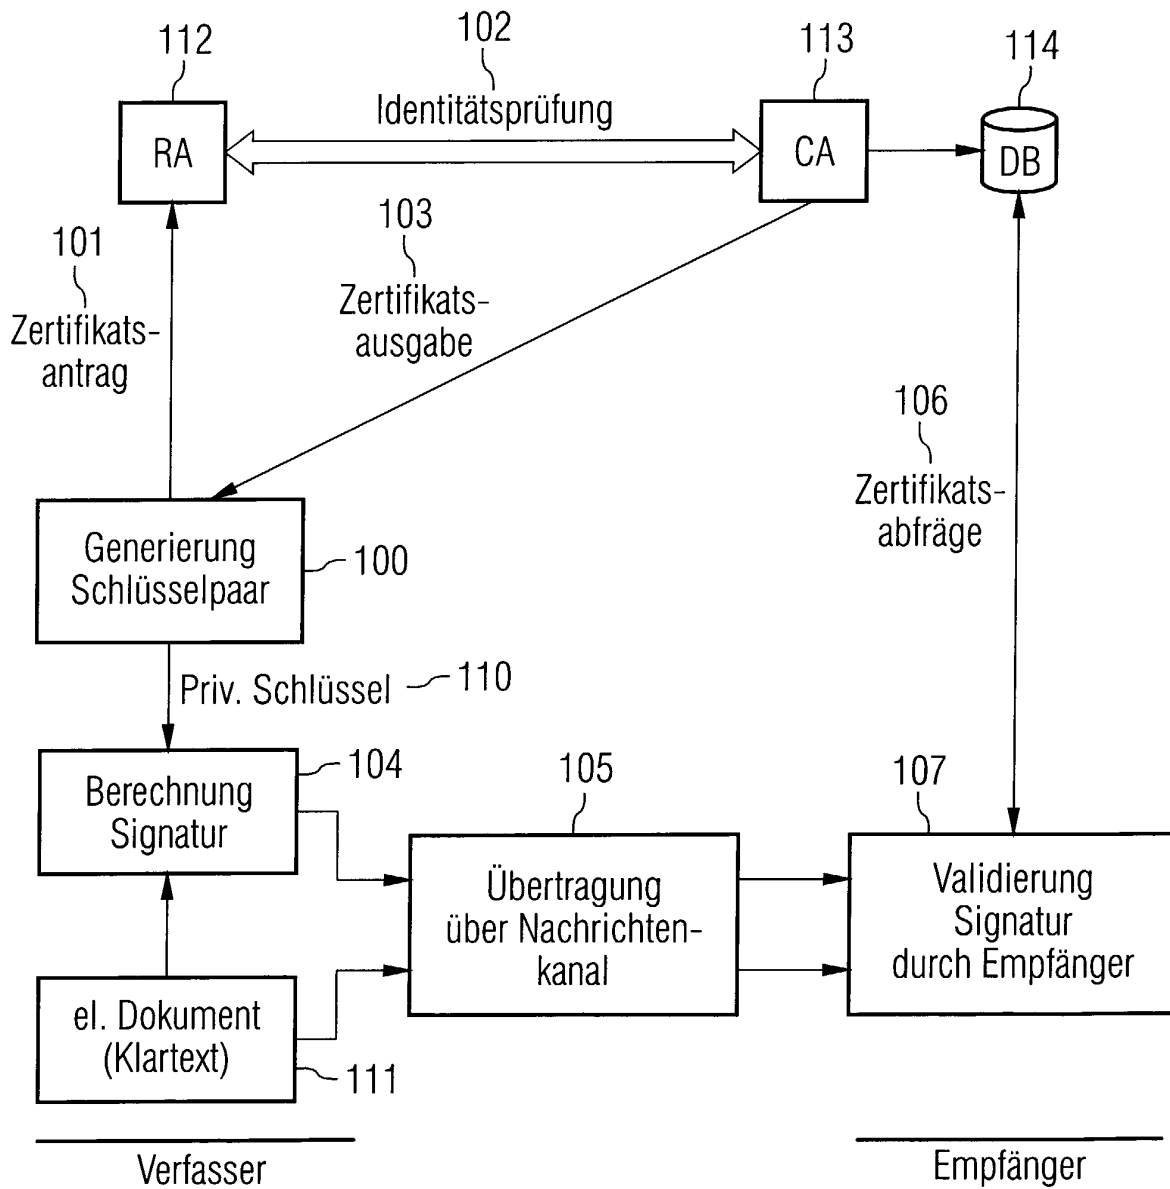 112
102
113
114
Identitätsprüfung
RA
CA
DB
101
103
Zertifikats-
antrag
Zertifikats-
ausgabe
106
Zertifikats-
abfräge
Generierung
Schlüsselpaar
100
Priv. Schlüssel
110
Berechnung
Signatur
104
105
107
Übertragung
über Nachrichten-
kanal
Validierung
Signatur
durch Empfänger
el. Dokument
(Klartext)
111
Verfasser
Empfänger